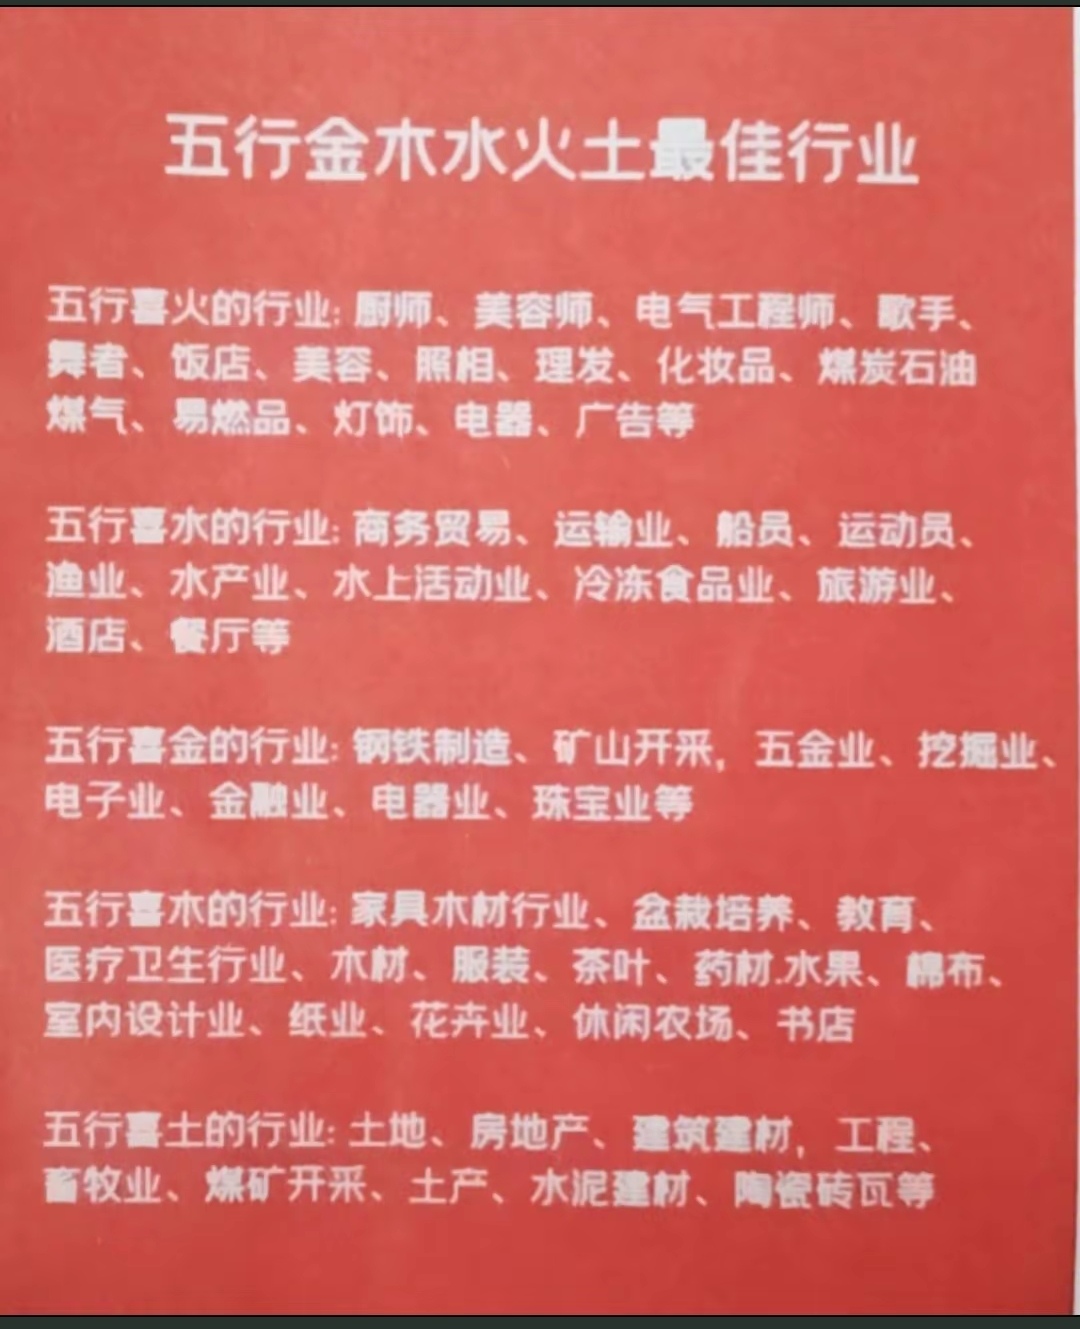 五行金木水火土最佳行业
五行喜火的行业: 厨师、美容师、电气工程师、歌手、
舞者、饭店、美容、照相、理发、化妆品、煤炭石油
煤气、易燃品、灯饰、电器、广告等
五行喜水的行业: 商务贸易、运输业、船员、运动员、
渔业、水产业、水上活动业、冷冻食品业、旅游业、
酒店、餐厅等
五行喜金的行业: 钢铁制造、矿山开采，五金业、挖掘业、
电子业、金融业、电器业、珠宝业等
五行喜木的行业: 家具木材行业、盆栽培养、教育、
医疗卫生行业、木材、服装、茶叶、药材.水果、棉布、
室内设计业、纸业、花卉业、休闲农场、书店
五行喜土的行业: 土地、房地产、建筑建材，工程、
畜牧业、煤矿开采、土产、水泥建材、陶瓷砖瓦等